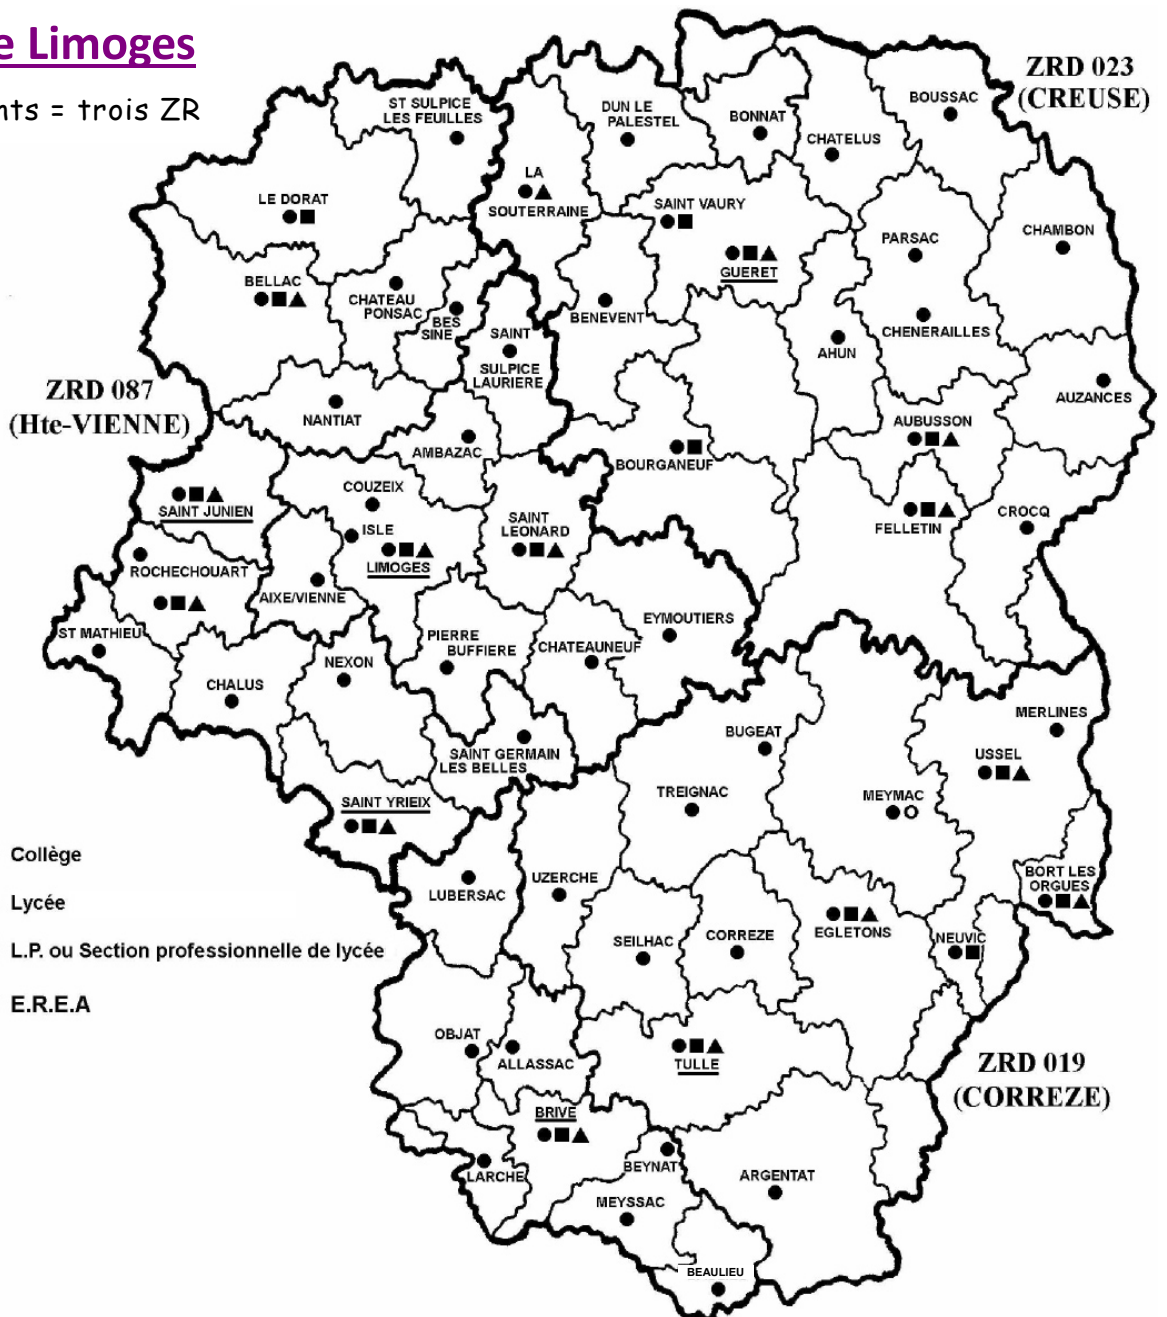 e Limoges
nts = trois ZR
ZRD 023
(CREUSE)
ST SULPICE
LES FEUILLES
DUN LE
PALESTEL
BONNAT
BOUSSAC
CHATELUS
LA
SOUTERRAINE
LE DORAT
SAINT VAURY
GUERET
PARSAC
CHAMBON
BELLAC
CHATEAU
PONSAC
BES
SINE
SAINT
SULPICE
LAURIERE
BENEVENT
AHUN
CHENERAILLES
AUZANCES
ZRD 087
(Hte-VIENNE)
NANTIAT
AMBAZAC
BOURGANEUF
AUBUSSON
FELLETIN
CROCQ
SAINT JUNIEN
COUZEIX
ISLE
LIMOGES
SAINT
LEONARD
ROCHECHOUART
AIXE/VIENNE
ST MATHIEU
CHALUS
NEXON
PIERRE
BUFFIERE
CHATEAUNEUF
EYMOUTIERS
SAINT GERMAIN
LES BELLES
BUGEAT
MERLINES
USSEL
SAINT YRIEIX
TREIGNAC
MEYMAC
Collège
Lycée
L.P. ou Section professionnelle de lycée
E.R.E.A
LUBERSAC
UZERCHE
SEILHAC
CORREZE
EGLETONS
NEUVIC
BORT LES
ORGUES
OBJAT
ALLASSAC
TULLE
ZRD 019
(CORREZE)
BRIVE
LARCHE
BEYNAT
MEYSSAC
ARGENTAT
BEAULIEU